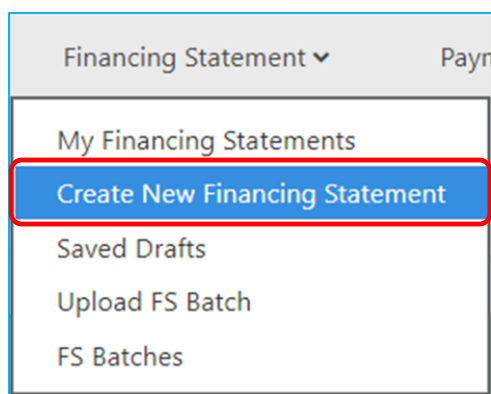 Financing Statement
My Financing Statements
Create New Financing Statement
Saved Drafts
Upload FS Batch
FS Batches